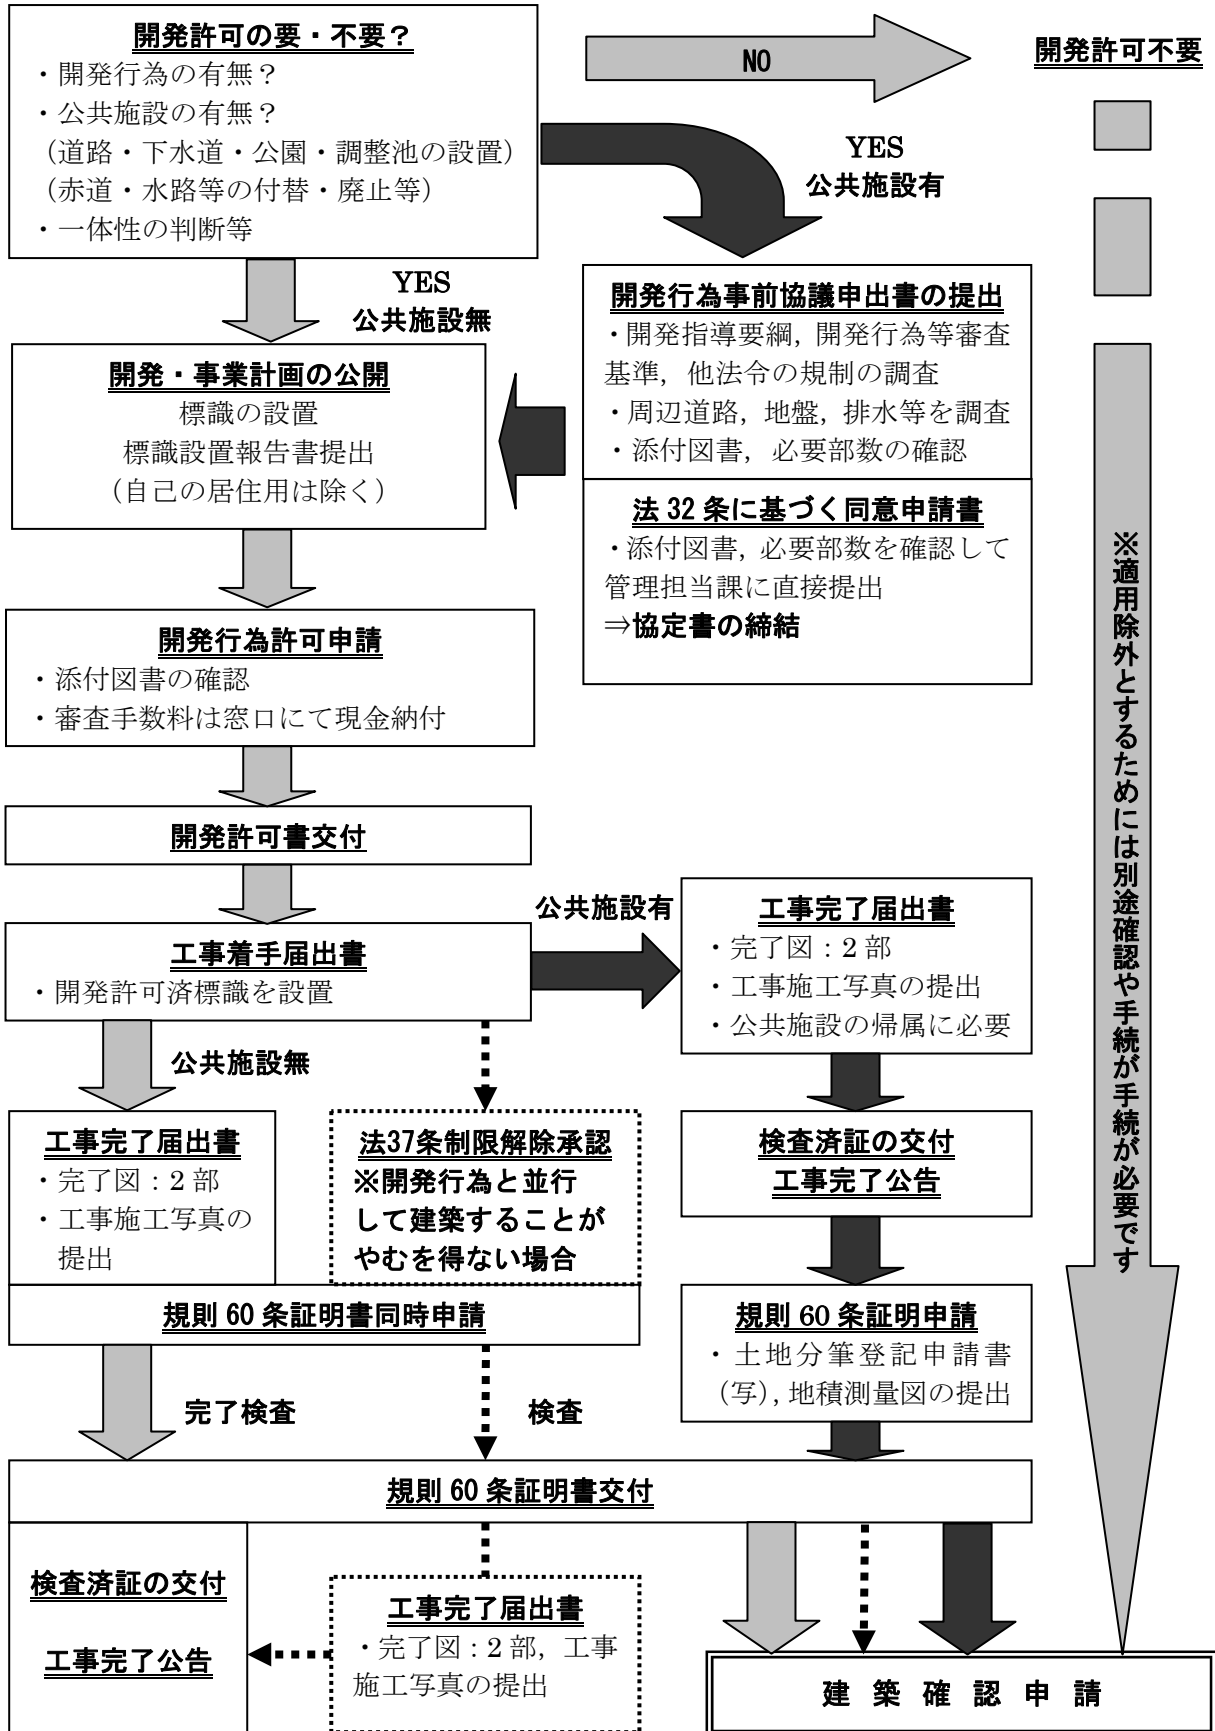 開発許可の要・不要？
・開発行為の有無？
・公共施設の有無？
（道路・下水道・公園・調整池の設置）
（赤道・水路等の付替・廃止等）
・一体性の判断等
NO
開発許可不要
YES
公共施設有
YES
公共施設無
開発行為事前協議申出書の提出
・開発指導要綱，開発行為等審査
基準，他法令の規制の調査
・周辺道路，地盤，排水等を調査
・添付図書，必要部数の確認
法 32 条に基づく同意申請書
・添付図書，必要部数を確認して
管理担当課に直接提出
⇒協定書の締結
開発・事業計画の公開
標識の設置
標識設置報告書提出
（自己の居住用は除く）
※適用除外とするためには別途確認や手続が手続が必要です
開発行為許可申請
・添付図書の確認
・審査手数料は窓口にて現金納付
開発許可書交付
工事着手届出書
・開発許可済標識を設置
公共施設有
工事完了届出書
・完了図：2 部
・工事施工写真の提出
・公共施設の帰属に必要
公共施設無
工事完了届出書
・完了図：2 部
・工事施工写真の
提出
法37条制限解除承認
※開発行為と並行
して建築することが
やむを得ない場合
検査済証の交付
工事完了公告
規則 60 条証明書同時申請
規則 60 条証明申請
・土地分筆登記申請書
（写），地積測量図の提出
完了検査
検査
規則 60 条証明書交付
検査済証の交付
工事完了公告
工事完了届出書
・完了図：2 部，工事
施工写真の提出
建 築 確 認 申 請